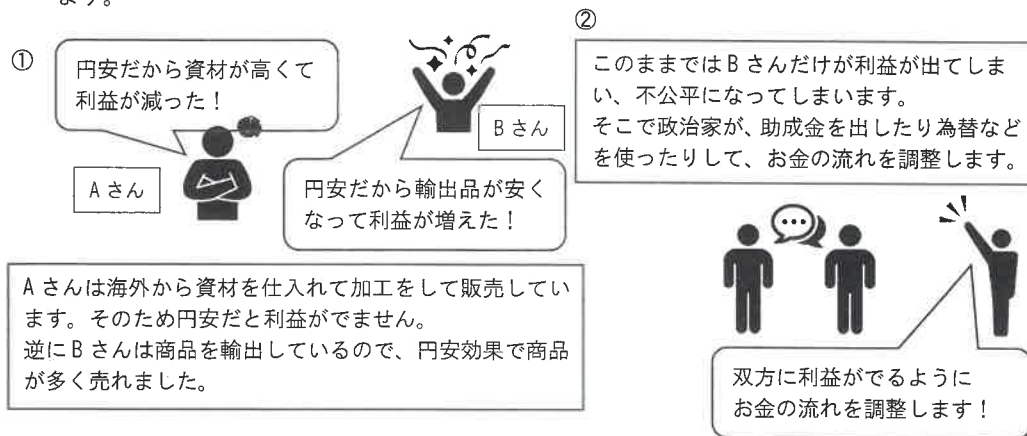 ます。
①
円安だから資材が高くて
利益が減った!
Aさん
Bさん
円安だから輸出品が安く
なって利益が増えた!
Aさんは海外から資材を仕入れて加工をして販売してい
ます。そのため円安だと利益がでません。
逆にBさんは商品を輸出しているので、円安効果で商品
が多く売れました。
②
このままではBさんだけが利益が出てしま
い、不公平になってしまいます。
そこで政治家が、助成金を出したり為替など
を使ったりして、お金の流れを調整します。
双方に利益がでるように
お金の流れを調整します!